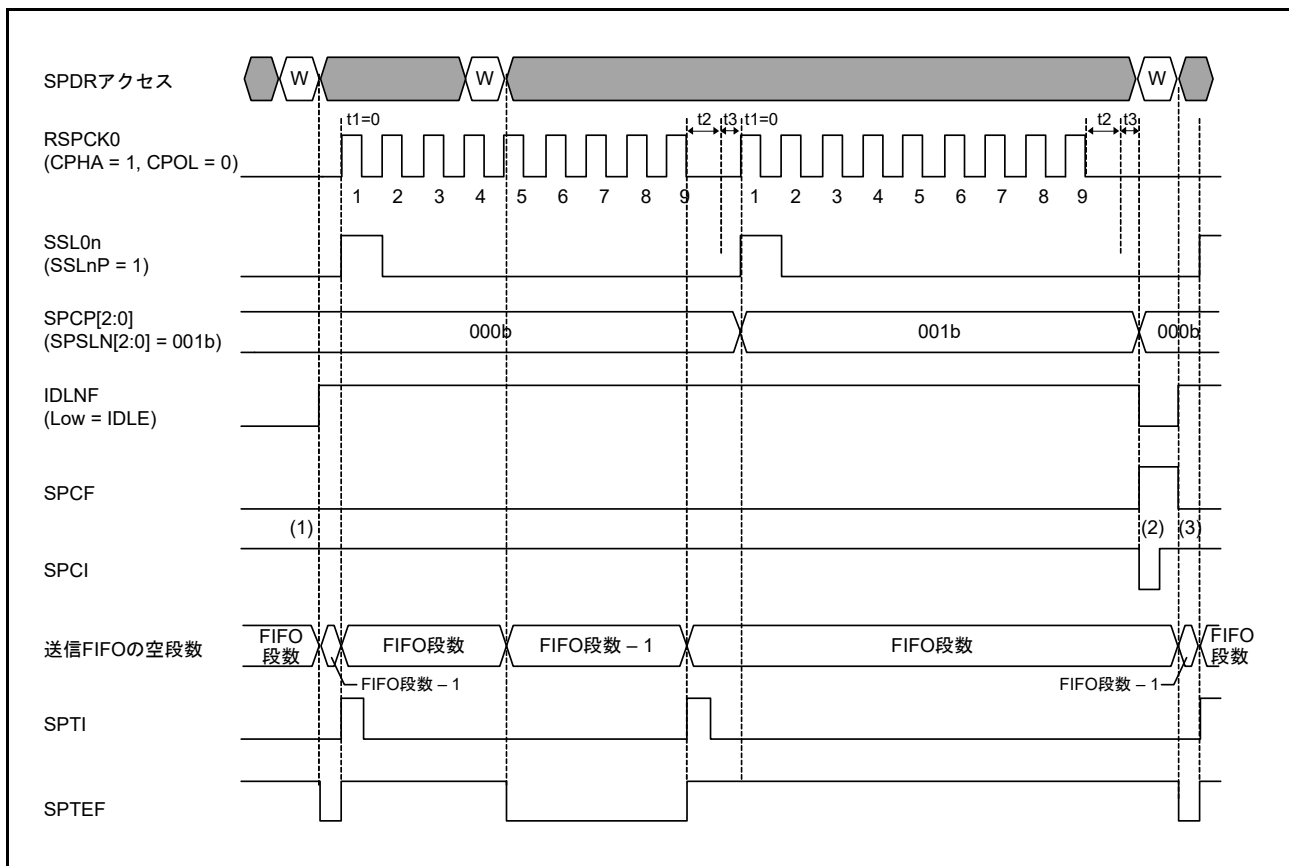 SPDRアクセス
W
W
W
RSPCK0
(CPHA = 1, CPOL = 0)
t1=0
t2
t3
t1=0
t2
t3
1 2 3 4 5 6 7 8 9
1 2 3 4 5 6 7 8 9
SSL0n
(SSLnP = 1)
SPCP[2:0]
(SPSLN[2:0] = 001b)
000b
001b
000b
IDLNF
(Low = IDLE)
SPCF
(1)
(2)
(3)
SPCI
送信FIFOの空段数
FIFO
段数
FIFO段数
FIFO段数 – 1
FIFO段数
FIFO
段数
FIFO段数 – 1
FIFO段数 – 1
SPTI
SPTEF